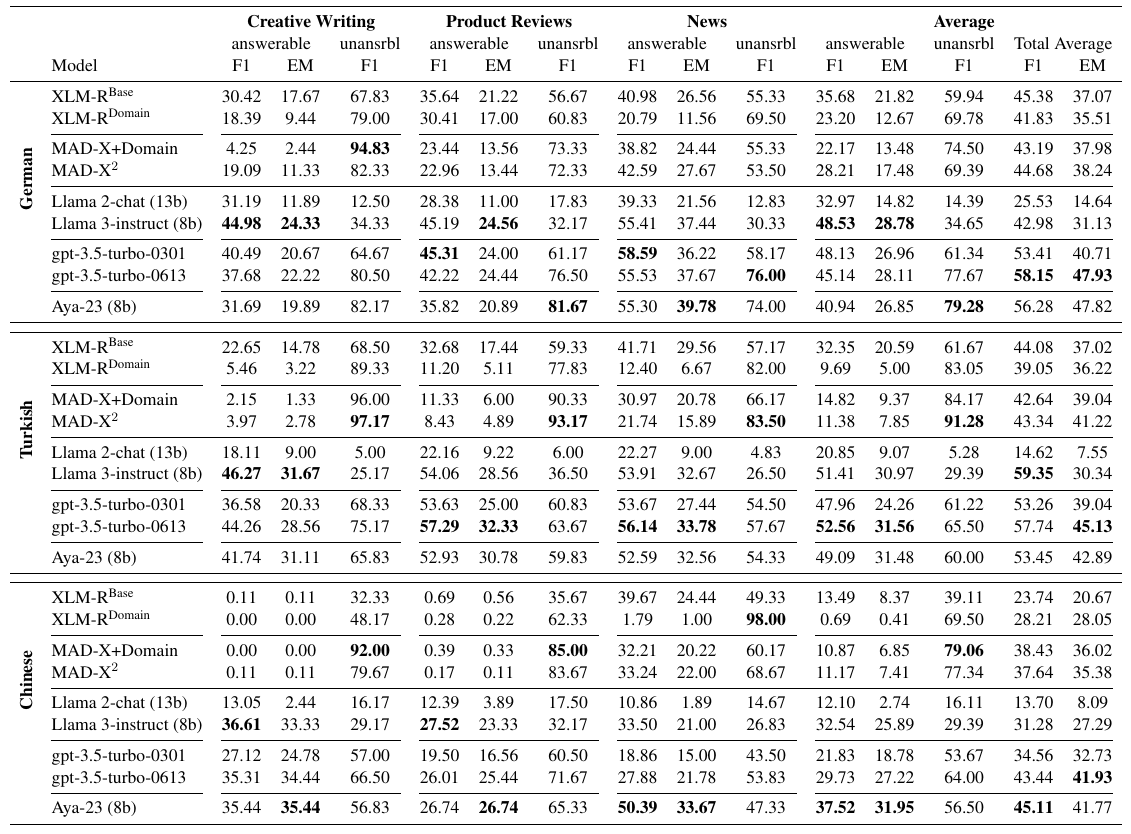 Creative Writing Product Reviews News Average
answerable unansrbl answerable unansrbl answerable unansrbl answerable unansrbl Total Average
Model F1 EM F1 F1 EM F1 F1 EM F1 F1 EM F1 F1 EM
German
XLM-R^Base 30.42 17.67 67.83 35.64 21.22 56.67 40.98 26.56 55.33 35.68 21.82 59.94 45.38 37.07
XLM-R^Domain 18.39 9.44 79.00 30.41 17.00 60.83 20.79 11.56 69.50 23.20 12.67 69.78 41.83 35.51
MAD-X+Domain 4.25 2.44 94.83 23.44 13.56 73.33 38.82 24.44 55.33 22.17 13.48 74.50 43.19 37.98
MAD-X² 19.09 11.33 82.33 22.96 13.44 72.33 42.59 27.67 53.50 28.21 17.48 69.39 44.68 38.24
Llama 2-chat (13b) 31.19 11.89 12.50 28.38 11.00 17.83 39.33 21.56 12.83 32.97 14.82 14.39 25.53 14.64
Llama 3-instruct (8b) 44.98 24.33 34.33 45.19 24.56 32.17 55.41 37.44 30.33 48.53 28.78 34.65 42.98 31.13
gpt-3.5-turbo-0301 40.49 20.67 64.67 45.31 24.00 61.17 58.59 36.22 58.17 48.13 26.96 61.34 53.41 40.71
gpt-3.5-turbo-0613 37.68 22.22 80.50 42.22 24.44 76.50 55.53 37.67 76.00 45.14 28.11 77.67 58.15 47.93
Aya-23 (8b) 31.69 19.89 82.17 35.82 20.89 81.67 55.30 39.78 74.00 40.94 26.85 79.28 56.28 47.82
Turkish
XLM-R^Base 22.65 14.78 68.50 32.68 17.44 59.33 41.71 29.56 57.17 32.35 20.59 61.67 44.08 37.02
XLM-R^Domain 5.46 3.22 89.33 11.20 5.11 77.83 12.40 6.67 82.00 9.69 5.00 83.05 39.05 36.22
MAD-X+Domain 2.15 1.33 96.00 11.33 6.00 90.33 30.97 20.78 66.17 14.82 9.37 84.17 42.64 39.04
MAD-X² 3.97 2.78 97.17 8.43 4.89 93.17 21.74 15.89 83.50 11.38 7.85 91.28 43.34 41.22
Llama 2-chat (13b) 18.11 9.00 5.00 22.16 9.22 6.00 22.27 9.00 4.83 20.85 9.07 5.28 14.62 7.55
Llama 3-instruct (8b) 46.27 31.67 25.17 54.06 28.56 36.50 53.91 32.67 26.50 51.41 30.97 29.39 59.35 30.34
gpt-3.5-turbo-0301 36.58 20.33 68.33 53.63 25.00 60.83 53.67 27.44 54.50 47.96 24.26 61.22 53.26 39.04
gpt-3.5-turbo-0613 44.26 28.56 75.17 57.29 32.33 63.67 56.14 33.78 57.67 52.56 31.56 65.50 57.74 45.13
Aya-23 (8b) 41.74 31.11 65.83 52.93 30.78 59.83 52.59 32.56 54.33 49.09 31.48 60.00 53.45 42.89
Chinese
XLM-R^Base 0.11 0.11 32.33 0.69 0.56 35.67 39.67 24.44 49.33 13.49 8.37 39.11 23.74 20.67
XLM-R^Domain 0.00 0.00 48.17 0.28 0.22 62.33 1.79 1.00 98.00 0.69 0.41 69.50 28.21 28.05
MAD-X+Domain 0.00 0.00 92.00 0.39 0.33 85.00 32.21 20.22 60.17 10.87 6.85 79.06 38.43 36.02
MAD-X² 0.11 0.11 79.67 0.17 0.11 83.67 33.24 22.00 68.67 11.17 7.41 77.34 37.64 35.38
Llama 2-chat (13b) 13.05 2.44 16.17 12.39 3.89 17.50 10.86 1.89 14.67 12.10 2.74 16.11 13.70 8.09
Llama 3-instruct (8b) 36.61 33.33 29.17 27.52 23.33 32.17 33.50 21.00 26.83 32.54 25.89 29.39 31.28 27.29
gpt-3.5-turbo-0301 27.12 24.78 57.00 19.50 16.56 60.50 18.86 15.00 43.50 21.83 18.78 53.67 34.56 32.73
gpt-3.5-turbo-0613 35.31 34.44 66.50 26.01 25.44 71.67 27.88 21.78 53.83 29.73 27.22 64.00 43.44 41.93
Aya-23 (8b) 35.44 35.44 56.83 26.74 26.74 65.33 50.39 33.67 47.33 37.52 31.95 56.50 45.11 41.77